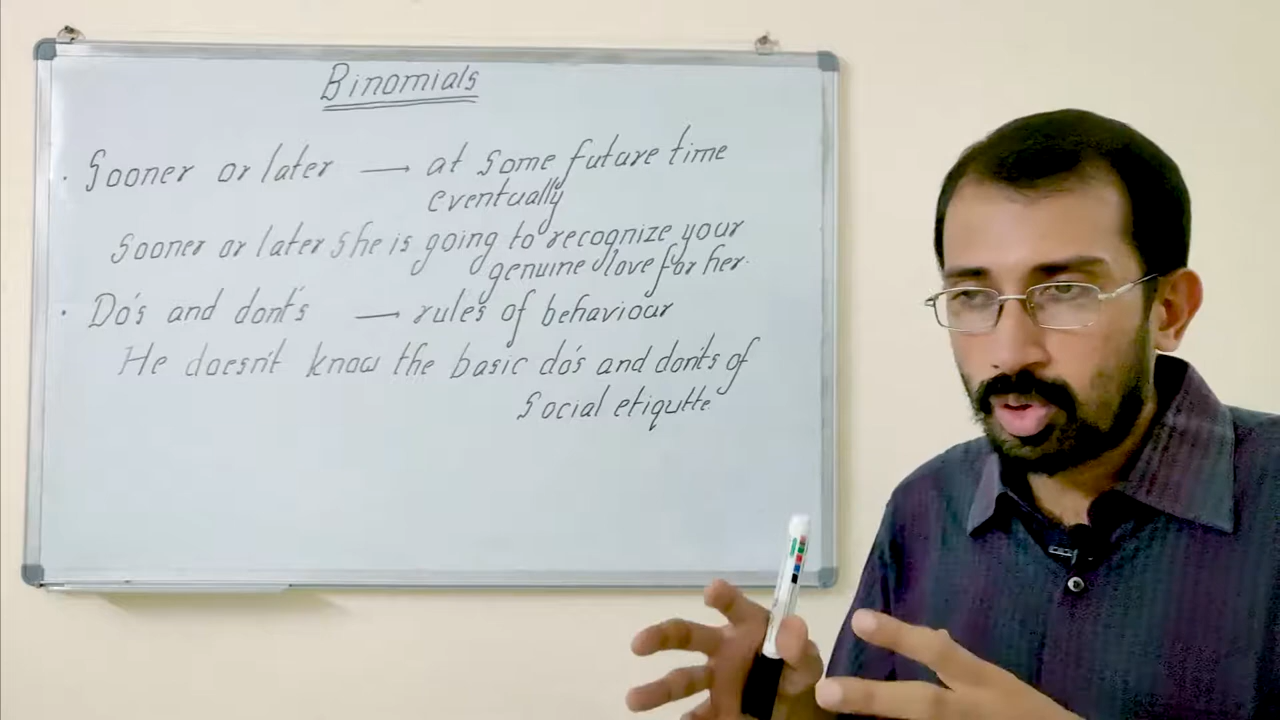 Binomials
. Sooner or later → at some future time
eventually
Sooner or later she is going to recognize your
genuine love for her.
. Do's and dont's → rules of behaviour
He doesn't know the basic do's and don'ts of
Social etiqutte.